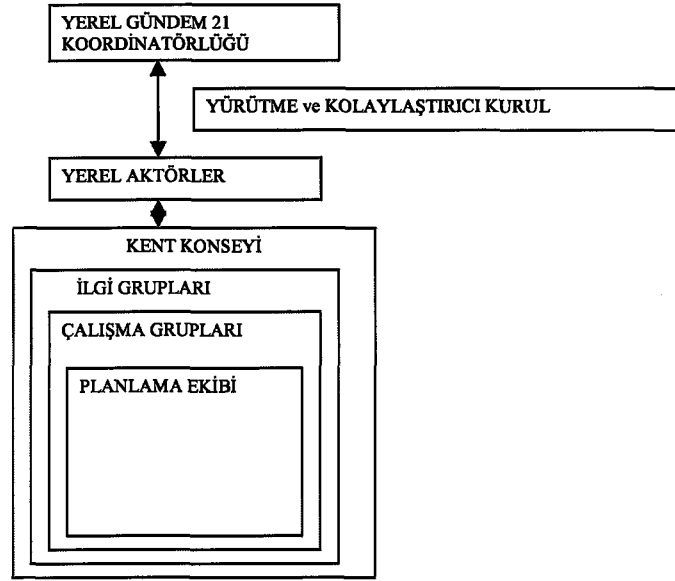 YEREL GÜNDEM 21
KOORDİNATÖRLÜĞÜ
YÜRÜTME ve KOLAYLAŞTIRICI KURUL
YEREL AKTÖRLER
KENT KONSEYİ
İLGİ GRUPLARI
ÇALIŞMA GRUPLARI
PLANLAMA EKİBİ